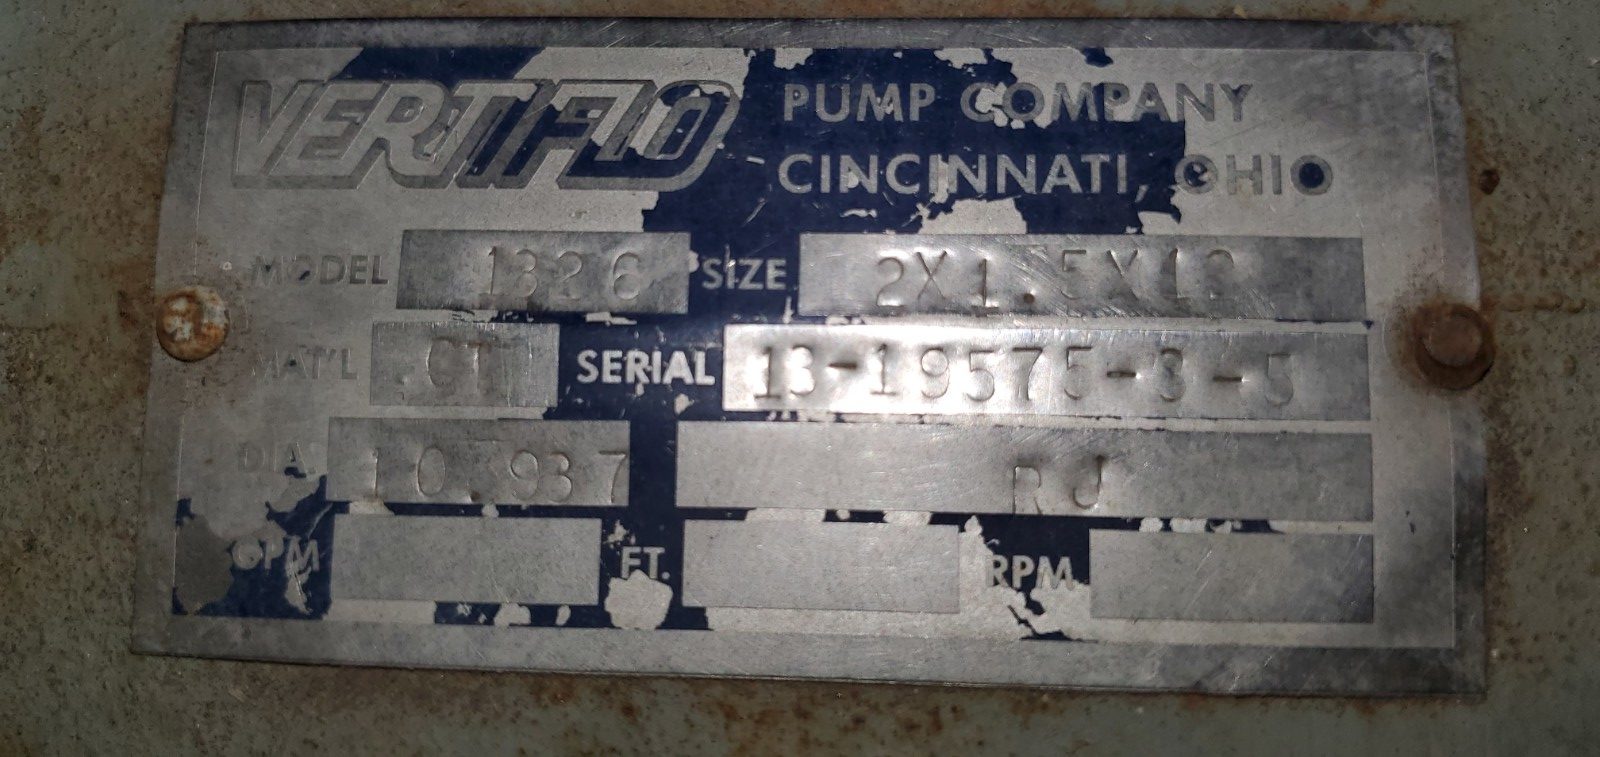 VERTIFLO PUMP COMPANY
CINCINNATI, OHIO
MODEL 1326 SIZE
MAT'L SERIAL 13-19575-3-5
DIA. 10.937 RJ
GPM FT. RPM